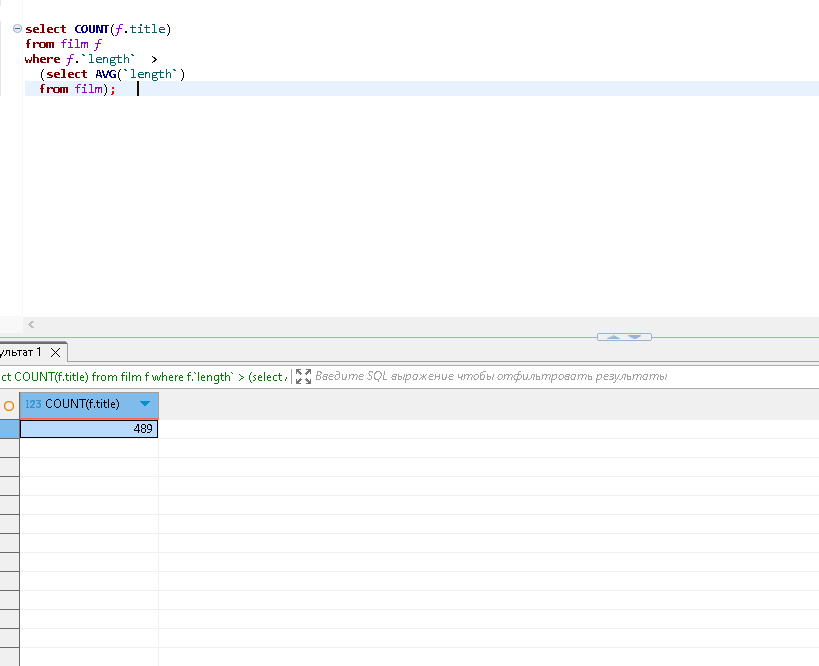 select COUNT(f.title)
from film f
where f.`length` >
(select AVG(`length`)
from film);
ультат 1
ct COUNT(f.title) from film f where f.`length` > (select
Введите SQL выражение чтобы отфильтровать результаты
123 COUNT(f.title)
489